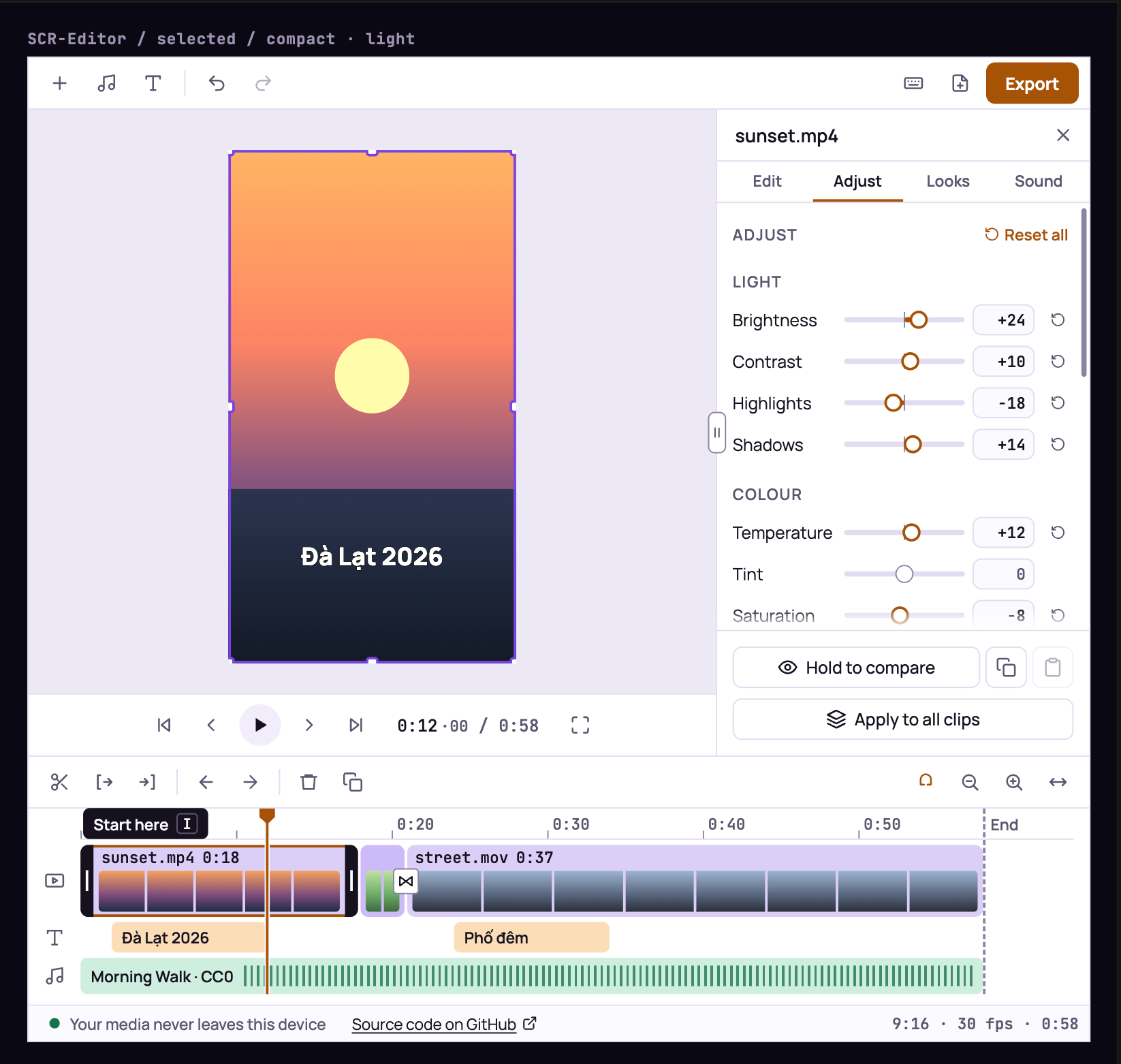 SCR-Editor / selected / compact · light
Export
sunset.mp4
Edit Adjust Looks Sound
ADJUST Reset all
LIGHT
Brightness +24
Contrast +10
Highlights -18
Shadows +14
COLOUR
Temperature +12
Tint 0
Saturation -8
Đà Lạt 2026
Hold to compare
0:12·00 / 0:58
Apply to all clips
Start here I 0:20 0:30 0:40 0:50 End
sunset.mp4 0:18 street.mov 0:37
Đà Lạt 2026 Phố đêm
Morning Walk · CC0
Your media never leaves this device Source code on GitHub 9:16 · 30 fps · 0:58